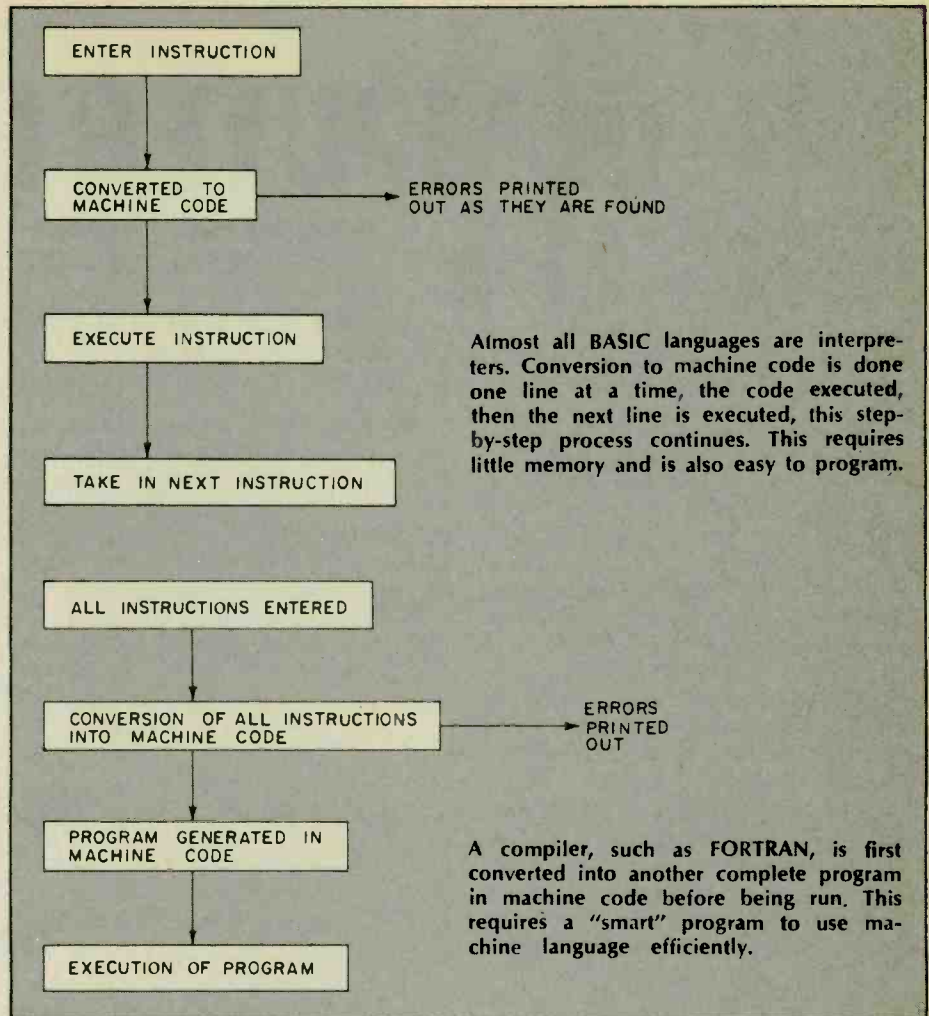 ENTER INSTRUCTION
CONVERTED TO
MACHINE CODE
ERRORS PRINTED
OUT AS THEY ARE FOUND
EXECUTE INSTRUCTION
TAKE IN NEXT INSTRUCTION
Almost all BASIC languages are interpre-
ters. Conversion to machine code is done
one line at a time, the code executed,
then the next line is executed, this step-
by-step process continues. This requires
little memory and is also easy to program.
ALL INSTRUCTIONS ENTERED
CONVERSION OF ALL INSTRUCTIONS
INTO MACHINE CODE
ERRORS
PRINTED
OUT
PROGRAM GENERATED IN
MACHINE CODE
EXECUTION OF PROGRAM
A compiler, such as FORTRAN, is first
converted into another complete program
in machine code before being run. This
requires a "smart" program to use ma-
chine language efficiently.